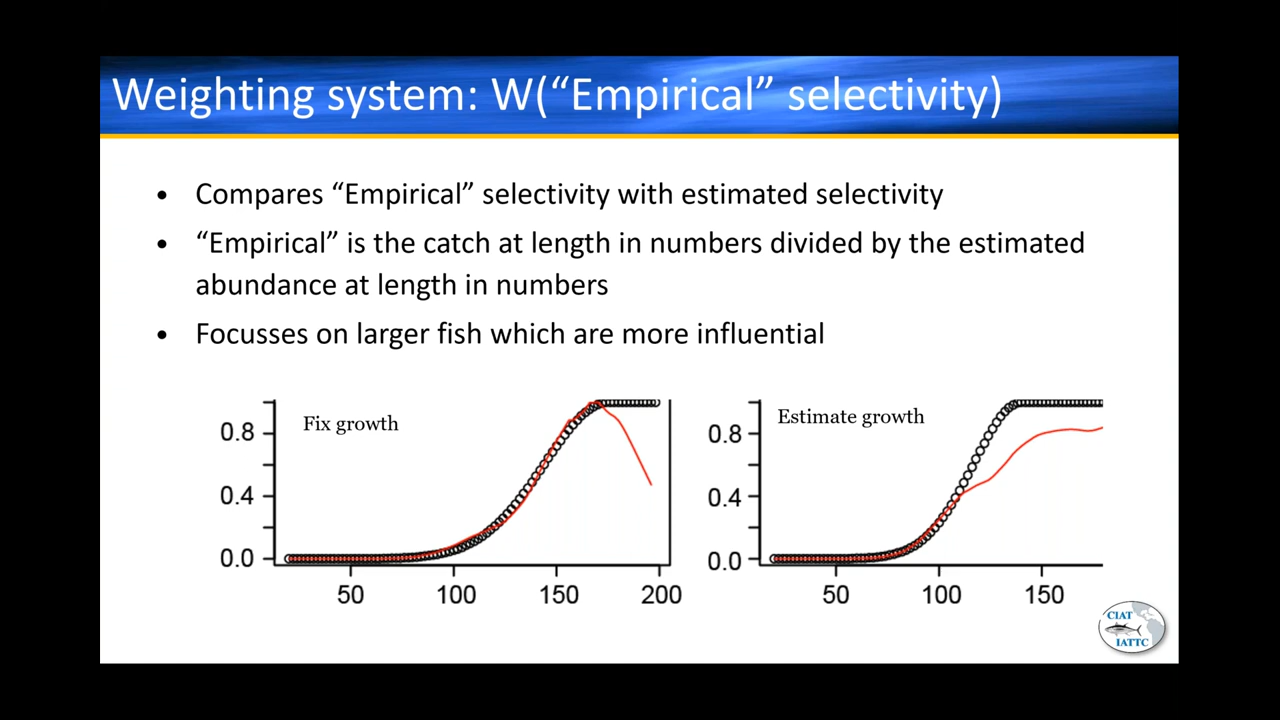 Weighting system: W(“Empirical” selectivity)
• Compares “Empirical” selectivity with estimated selectivity
• “Empirical” is the catch at length in numbers divided by the estimated
abundance at length in numbers
• Focusses on larger fish which are more influential
Fix growth
0.8
0.4
0.0
50 100 150 200
Estimate growth
0.8
0.4
0.0
50 100 150
CIAT
IATTC